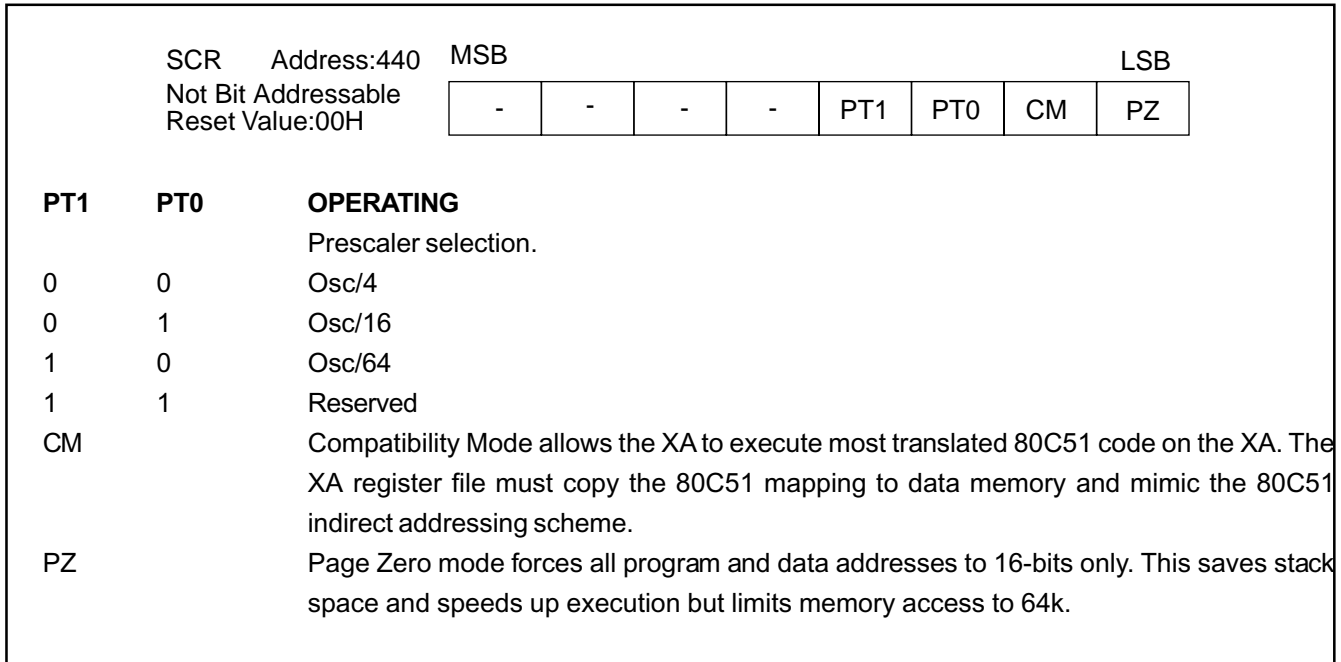 SCR Address:440 MSB LSB
Not Bit Addressable
Reset Value:00H
- - - - PT1 PT0 CM PZ
PT1 PT0 OPERATING
Prescaler selection.
0 0 Osc/4
0 1 Osc/16
1 0 Osc/64
1 1 Reserved
CM Compatibility Mode allows the XA to execute most translated 80C51 code on the XA. The
XA register file must copy the 80C51 mapping to data memory and mimic the 80C51
indirect addressing scheme.
PZ Page Zero mode forces all program and data addresses to 16-bits only. This saves stack
space and speeds up execution but limits memory access to 64k.